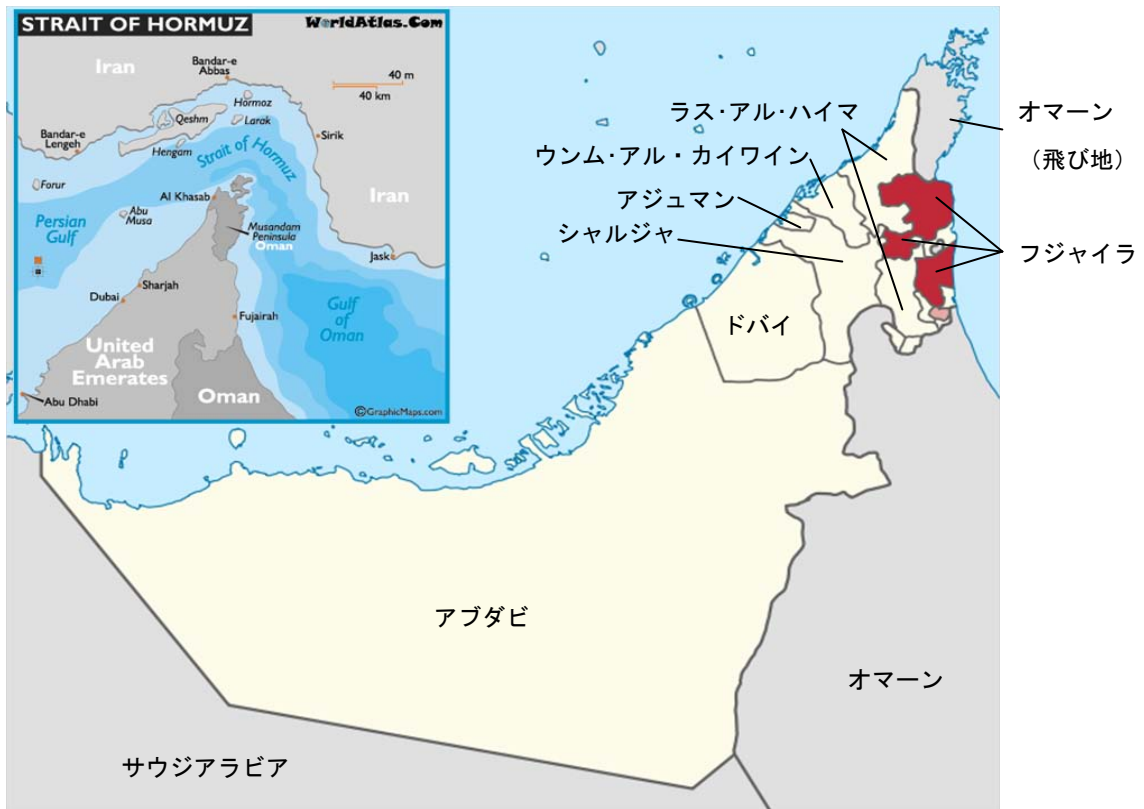 STRAIT OF HORMUZ
WorldAtlas.Com
Iran
Bandar-e
Abbas
40 m
40 km
Hormoz
Qeshm
Larak
Bandar-e
Lengeh
Hengam
Strait of Hormuz
Sirik
Forur
Al Khasab
Iran
Persian
Gulf
Abu
Musa
Musandam
Peninsula
Oman
Jask
Sharjah
Dubai
Fujairah
Gulf
of
Oman
United
Arab
Emerates
Oman
Abu Dhabi
©GraphicMaps.com
ラス・アル・ハイマ
オマーン
（飛び地）
ウンム・アル・カイワイン
アジュマン
シャルジャ
フジャイラ
ドバイ
アブダビ
オマーン
サウジアラビア